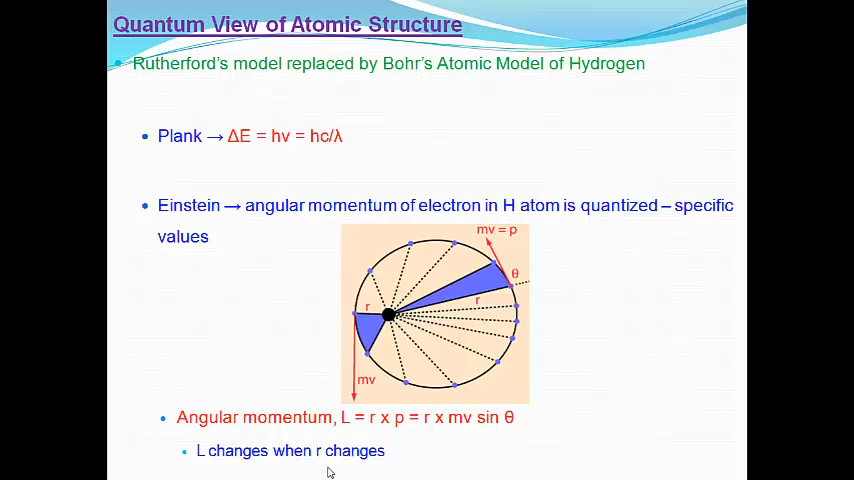 Quantum View of Atomic Structure
Rutherford's model replaced by Bohr's Atomic Model of Hydrogen
Plank → ΔE = hv = hc/λ
Einstein → angular momentum of electron in H atom is quantized – specific
values
mv = p
θ
r
r
mv
Angular momentum, L = r x p = r x mv sin θ
L changes when r changes